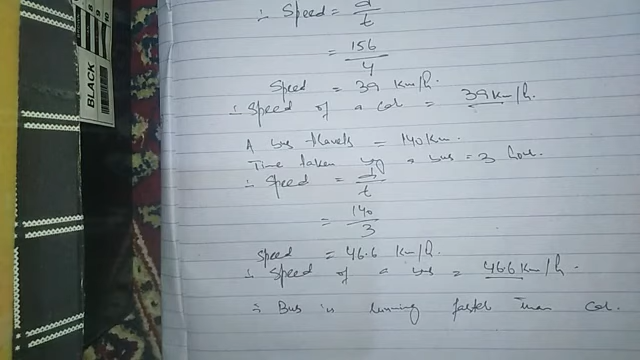 ∴ Speed = d/t
= 156/4
Speed = 39 Km/h.
∴ Speed of a car = 39 Km/h.
A bus travels = 140 Km.
Time taken by a bus = 3 hour.
∴ Speed = d/t
= 140/3
Speed = 46.6 Km/h.
∴ Speed of a bus = 46.6 Km/h.
∴ Bus is running faster than car.
BLACK